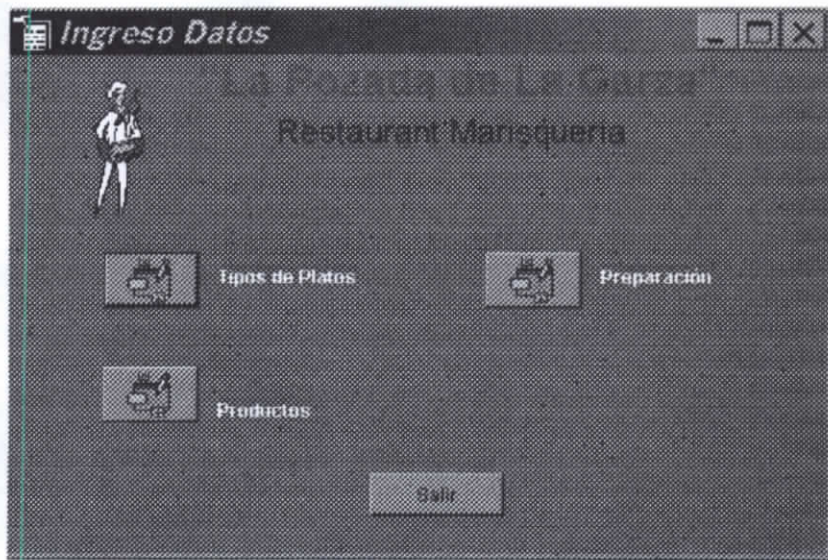 Ingreso Datos
"La Pozada de La Garza"
Restaurant Marisqueria
Tipos de Platos
Preparación
Productos
Salir